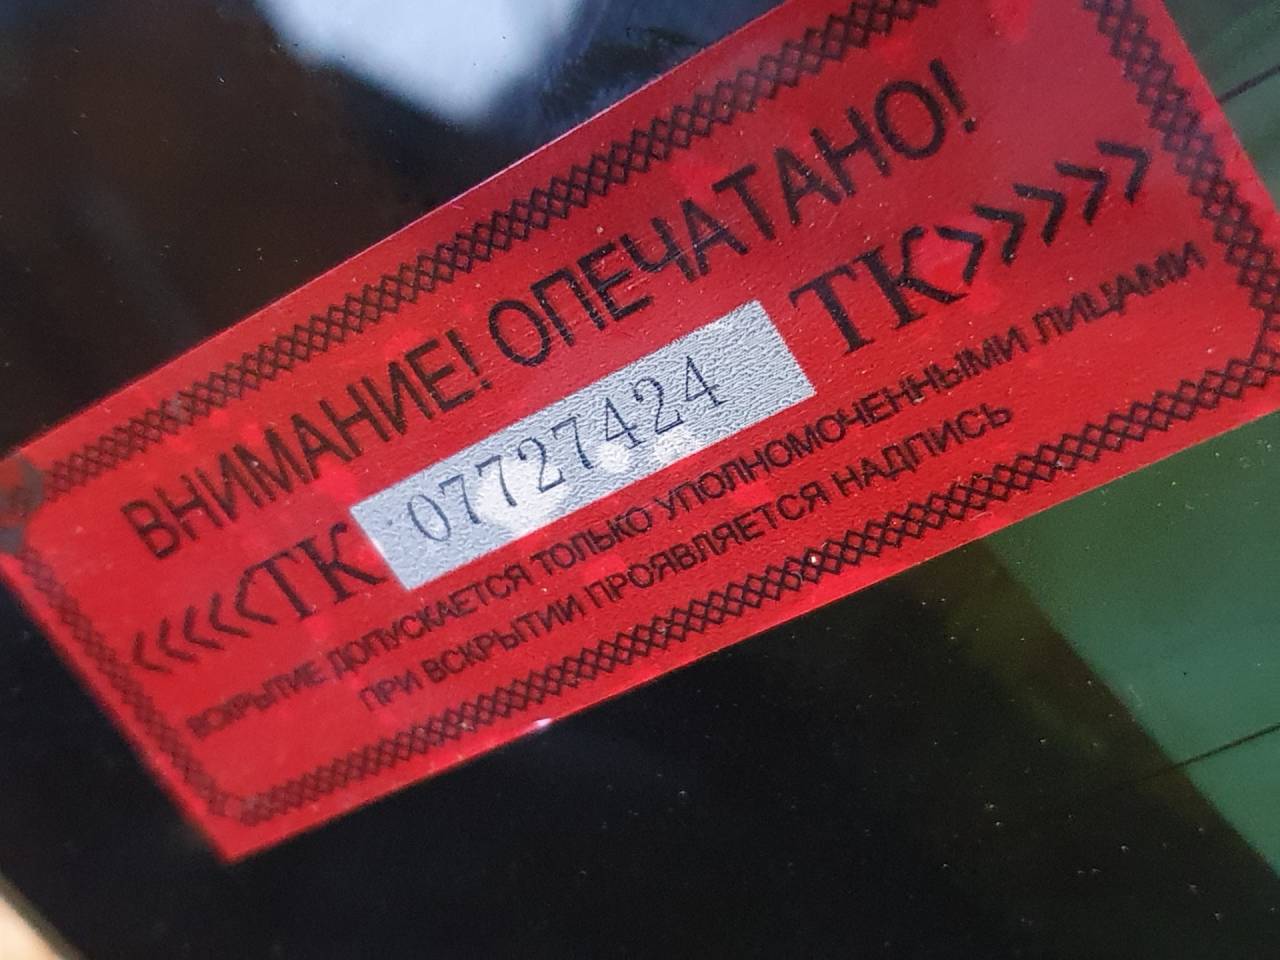 ВНИМАНИЕ! ОПЕЧАТАНО!
<<<<<ТК 07727424 ТК>>>>>
ВСКРЫТИЕ ДОПУСКАЕТСЯ ТОЛЬКО УПОЛНОМОЧЕННЫМИ ЛИЦАМИ
ПРИ ВСКРЫТИИ ПРОЯВЛЯЕТСЯ НАДПИСЬ